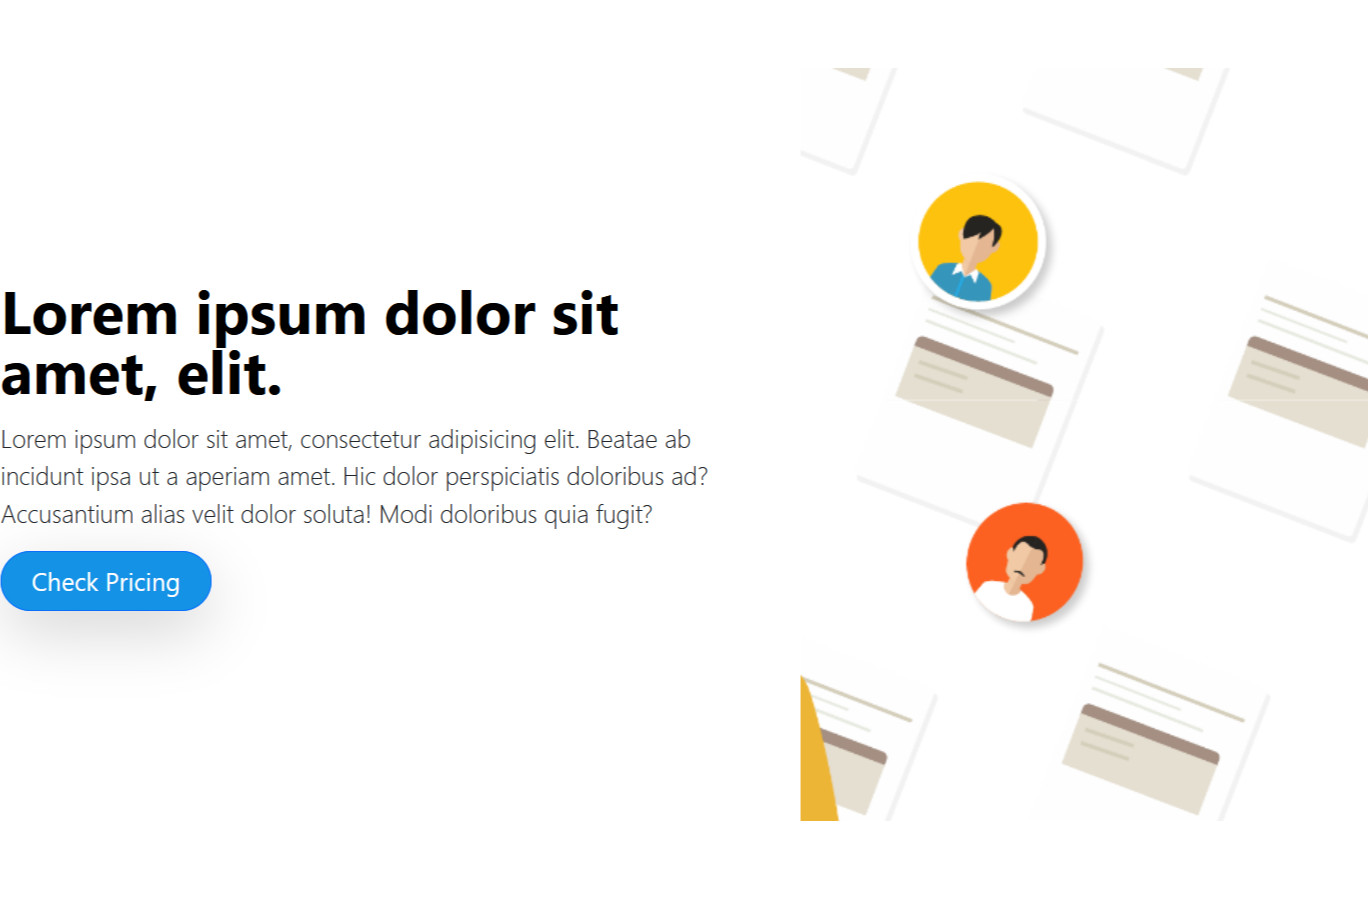 Lorem ipsum dolor sit
amet, elit.
Lorem ipsum dolor sit amet, consectetur adipisicing elit. Beatae ab
incidunt ipsa ut a aperiam amet. Hic dolor perspiciatis doloribus ad?
Accusantium alias velit dolor soluta! Modi doloribus quia fugit?
Check Pricing